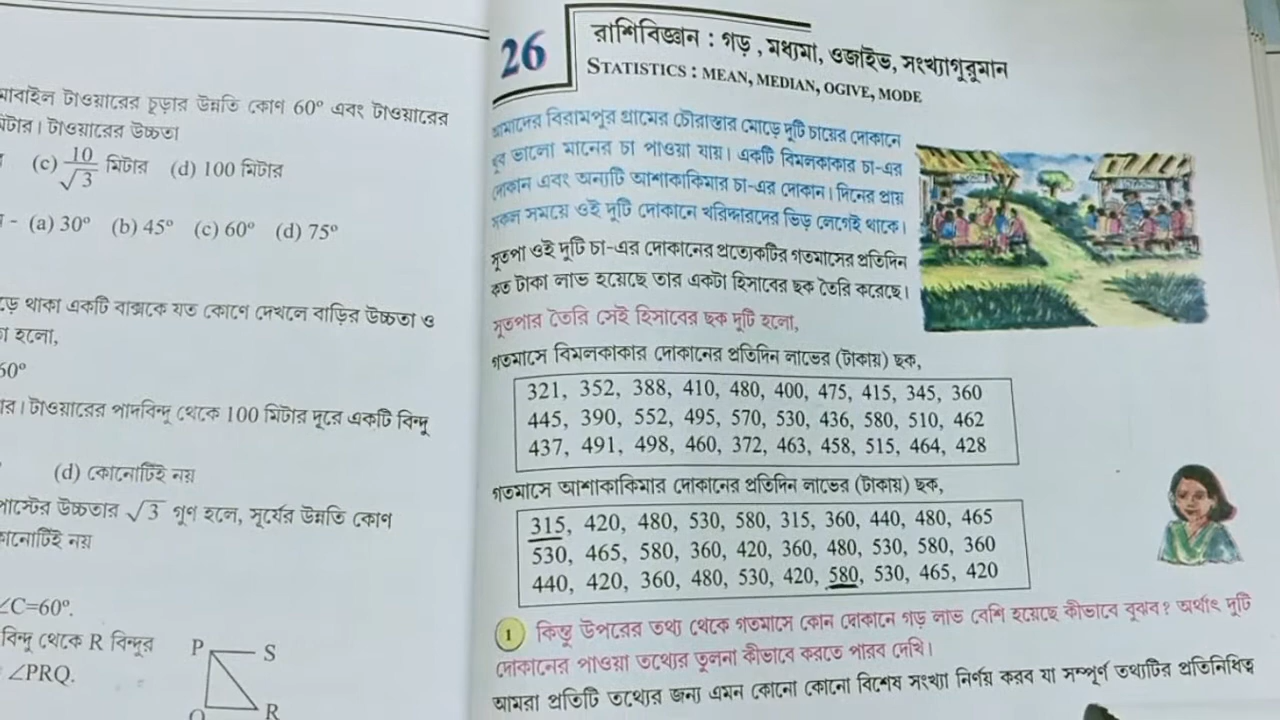 মোবাইল টাওয়ারের চূড়ার উন্নতি কোণ 60° এবং টাওয়ারের
মিটার। টাওয়ারের উচ্চতা
(c) 10/√3 মিটার (d) 100 মিটার
- (a) 30° (b) 45° (c) 60° (d) 75°
থাকা একটি বাক্সকে যত কোণে দেখলে বাড়ির উচ্চতা ও
হলো,
60°
টাওয়ারের পাদবিন্দু থেকে 100 মিটার দূরে একটি বিন্দু
(d) কোনোটিই নয়
পোস্টের উচ্চতার √3 গুণ হলে, সূর্যের উন্নতি কোণ
কোনোটিই নয়
∠C=60°.
বিন্দু থেকে R বিন্দুর
∠PRQ.
P S
Q R
26
রাশিবিজ্ঞান : গড় , মধ্যমা, ওজাইভ, সংখ্যাগুরুমান
STATISTICS : MEAN, MEDIAN, OGIVE, MODE
আমাদের বিরামপুর গ্রামের চৌরাস্তার মোড়ে দুটি চায়ের দোকানে
খুব ভালো মানের চা পাওয়া যায়। একটি বিমলকাকার চা-এর
দোকান এবং অন্যটি আশাকাকিমার চা-এর দোকান। দিনের প্রায়
সকল সময়ে ওই দুটি দোকানে খরিদ্দারদের ভিড় লেগেই থাকে।
সুতপা ওই দুটি চা-এর দোকানের প্রত্যেকটির গতমাসের প্রতিদিন
কত টাকা লাভ হয়েছে তার একটা হিসাবের ছক তৈরি করেছে।
সুতপার তৈরি সেই হিসাবের ছক দুটি হলো,
গতমাসে বিমলকাকার দোকানের প্রতিদিন লাভের (টাকায়) ছক,
321, 352, 388, 410, 480, 400, 475, 415, 345, 360
445, 390, 552, 495, 570, 530, 436, 580, 510, 462
437, 491, 498, 460, 372, 463, 458, 515, 464, 428
গতমাসে আশাকাকিমার দোকানের প্রতিদিন লাভের (টাকায়) ছক,
315, 420, 480, 530, 580, 315, 360, 440, 480, 465
530, 465, 580, 360, 420, 360, 480, 530, 580, 360
440, 420, 360, 480, 530, 420, 580, 530, 465, 420
1 কিন্তু উপরের তথ্য থেকে গতমাসে কোন দোকানে গড় লাভ বেশি হয়েছে কীভাবে বুঝব? অর্থাৎ দুটি
দোকানের পাওয়া তথ্যের তুলনা কীভাবে করতে পারব দেখি।
আমরা প্রতিটি তথ্যের জন্য এমন কোনো কোনো বিশেষ সংখ্যা নির্ণয় করব যা সম্পূর্ণ তথ্যটির প্রতিনিধিত্ব